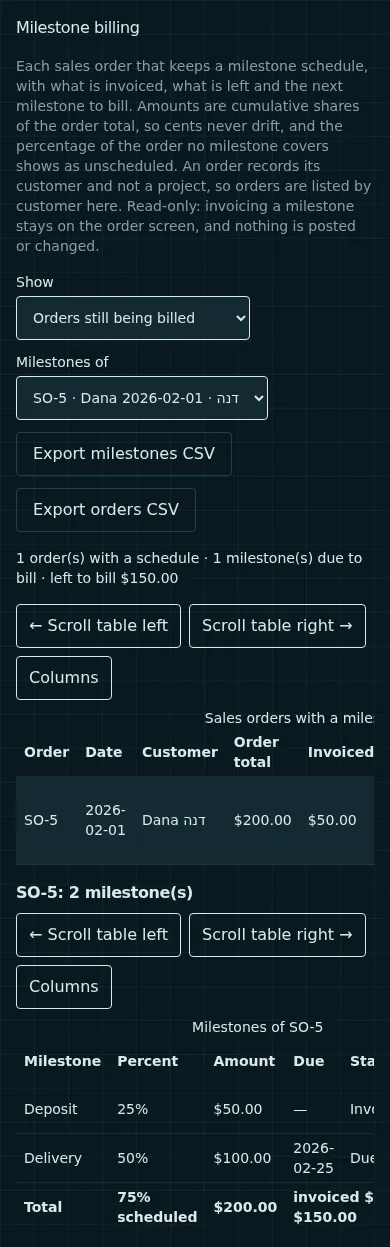 Milestone billing
Each sales order that keeps a milestone schedule,
with what is invoiced, what is left and the next
milestone to bill. Amounts are cumulative shares
of the order total, so cents never drift, and the
percentage of the order no milestone covers
shows as unscheduled. An order records its
customer and not a project, so orders are listed by
customer here. Read-only: invoicing a milestone
stays on the order screen, and nothing is posted
or changed.
Show
Orders still being billed
Milestones of
SO-5 · Dana דנה · 2026-02-01
Export milestones CSV
Export orders CSV
1 order(s) with a schedule · 1 milestone(s) due to
bill · left to bill $150.00
← Scroll table left Scroll table right →
Columns
Sales orders with a
Order Date Customer Order total Invoiced
SO-5 2026-02-01 Dana דנה $200.00 $50.00
SO-5: 2 milestone(s)
← Scroll table left Scroll table right →
Columns
Milestones of SO-5
Milestone Percent Amount Due
Deposit 25% $50.00 —
Delivery 50% $100.00 2026-02-25
Total 75% scheduled $200.00 invoiced $150.00